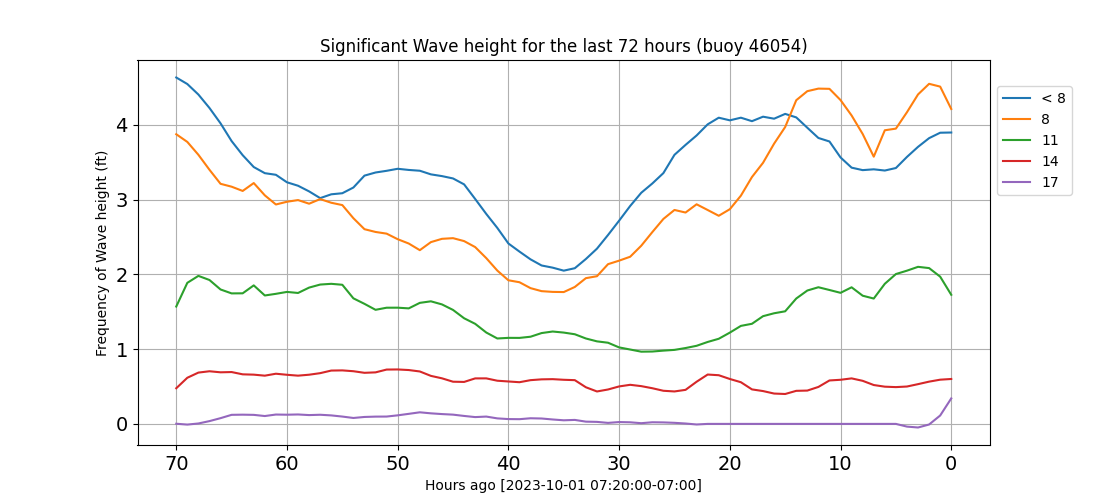 Significant Wave height for the last 72 hours (buoy 46054)
Frequency of Wave height (ft)
4
3
2
1
0
70 60 50 40 30 20 10 0
Hours ago [2023-10-01 07:20:00-07:00]
< 8
8
11
14
17